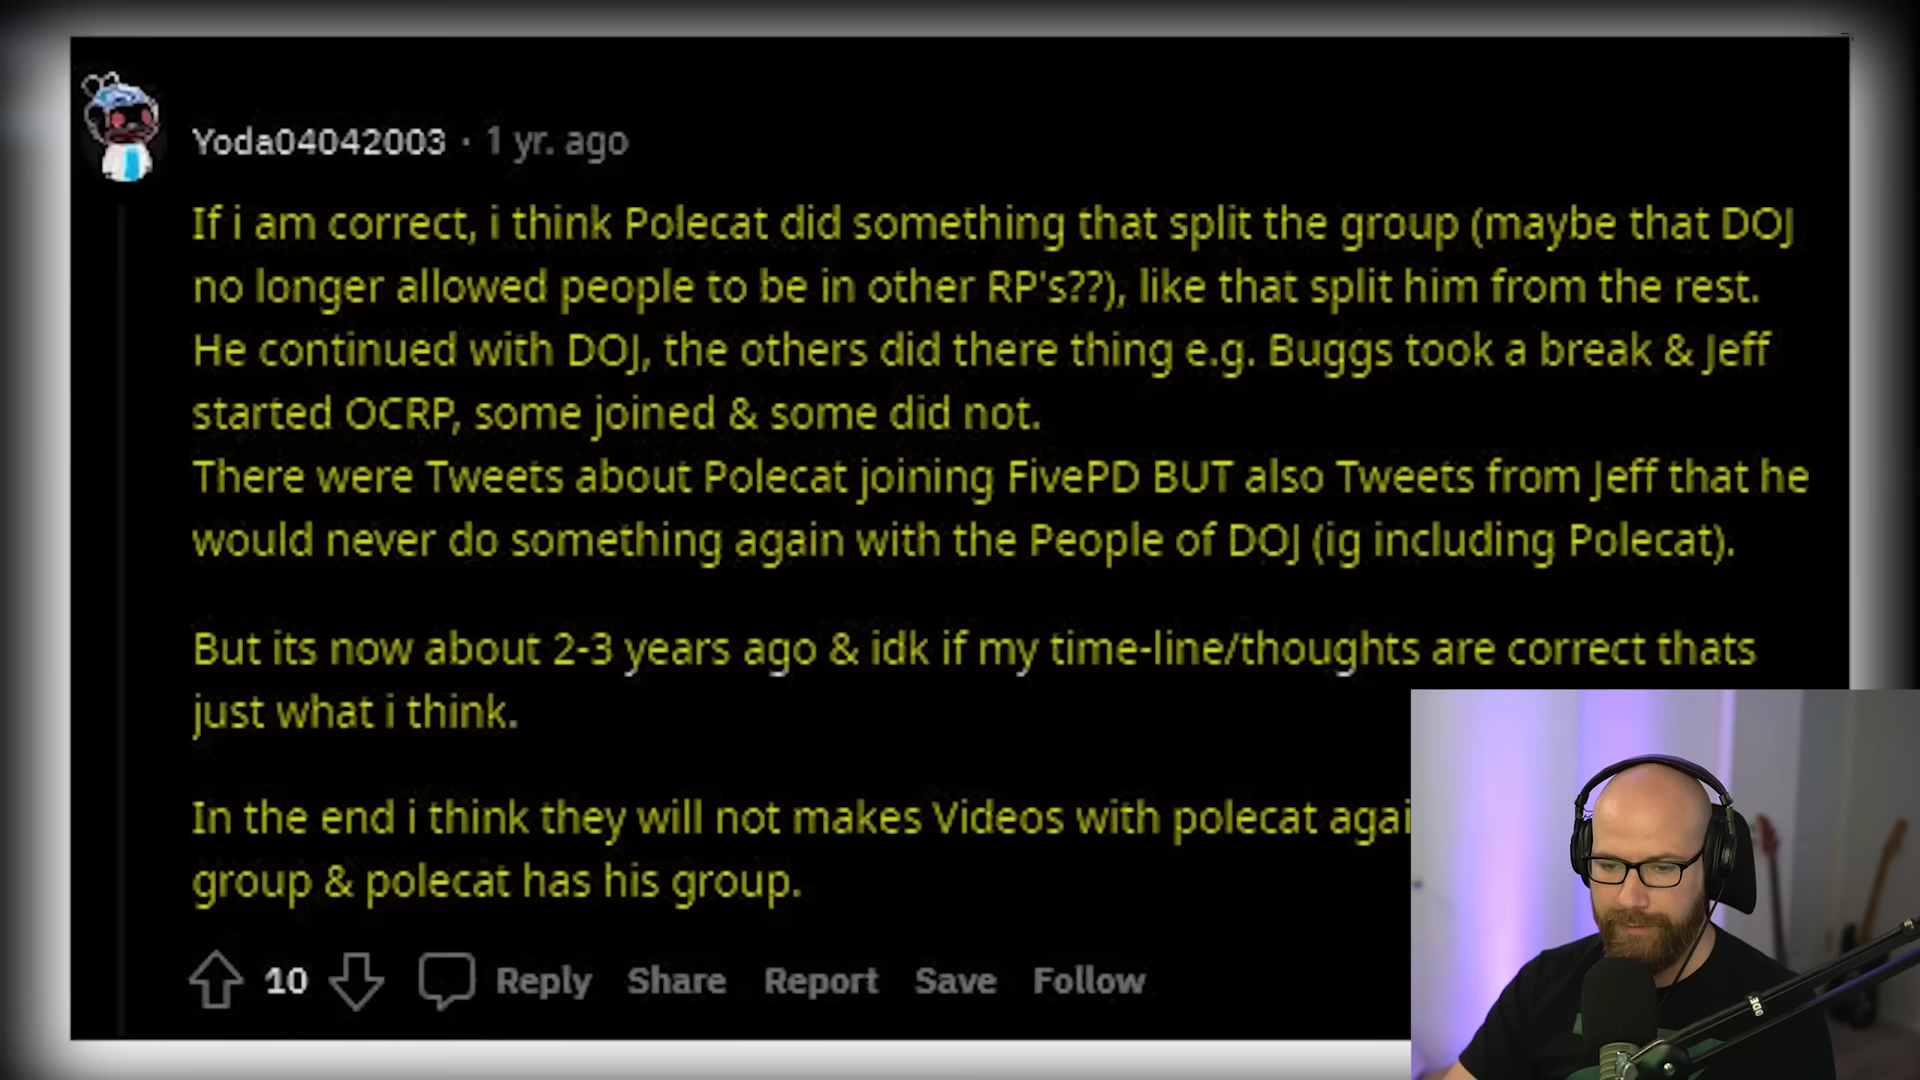 Yoda04042003 · 1 yr. ago
If i am correct, i think Polecat did something that split the group (maybe that DOJ
no longer allowed people to be in other RP's??), like that split him from the rest.
He continued with DOJ, the others did there thing e.g. Buggs took a break & Jeff
started OCRP, some joined & some did not.
There were Tweets about Polecat joining FivePD BUT also Tweets from Jeff that he
would never do something again with the People of DOJ (ig including Polecat).
But its now about 2-3 years ago & idk if my time-line/thoughts are correct thats
just what i think.
In the end i think they will not makes Videos with polecat agai
group & polecat has his group.
10 Reply Share Report Save Follow